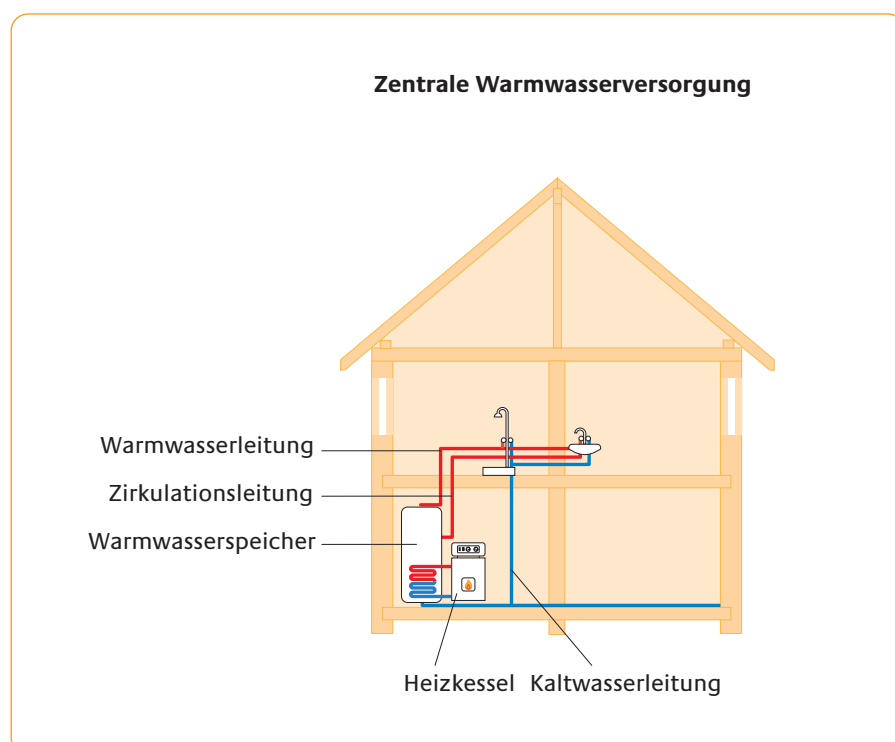 Zentrale Warmwasserversorgung
Warmwasserleitung
Zirkulationsleitung
Warmwasserspeicher
Heizkessel Kaltwasserleitung